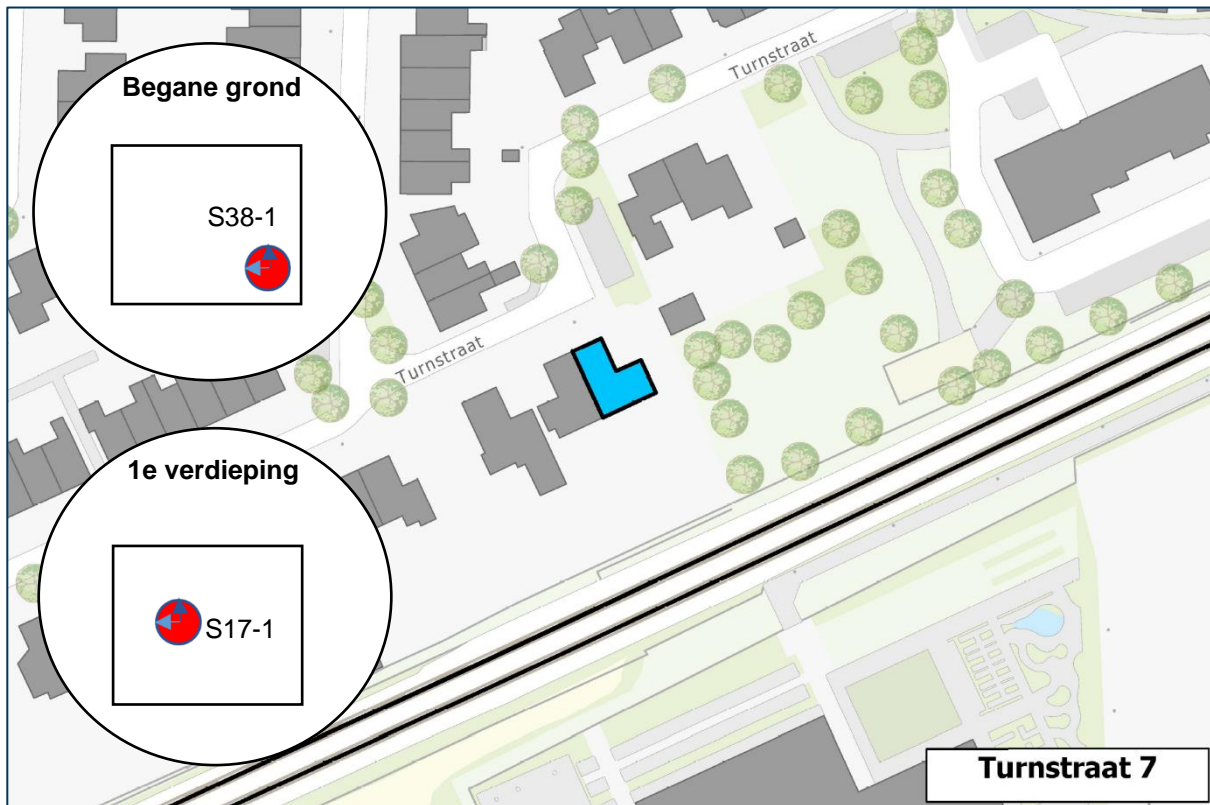 Begane grond
S38-1
Turnstraat
Turnstraat
1e verdieping
S17-1
Turnstraat 7